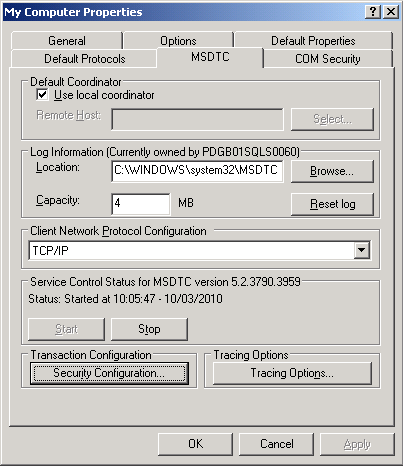 My Computer Properties
General
Options
Default Properties
Default Protocols
MSDTC
COM Security
Default Coordinator
Use local coordinator
Remote Host:
Select...
Log Information (Currently owned by PDGB01SQLS0060)
Location:
C:\WINDOWS\system32\MSDTC
Browse...
Capacity:
4
MB
Reset log
Client Network Protocol Configuration
TCP/IP
Service Control Status for MSDTC version 5.2.3790.3959
Status: Started at 10:05:47 - 10/03/2010
Start
Stop
Transaction Configuration
Security Configuration...
Tracing Options
Tracing Options...
OK
Cancel
Apply